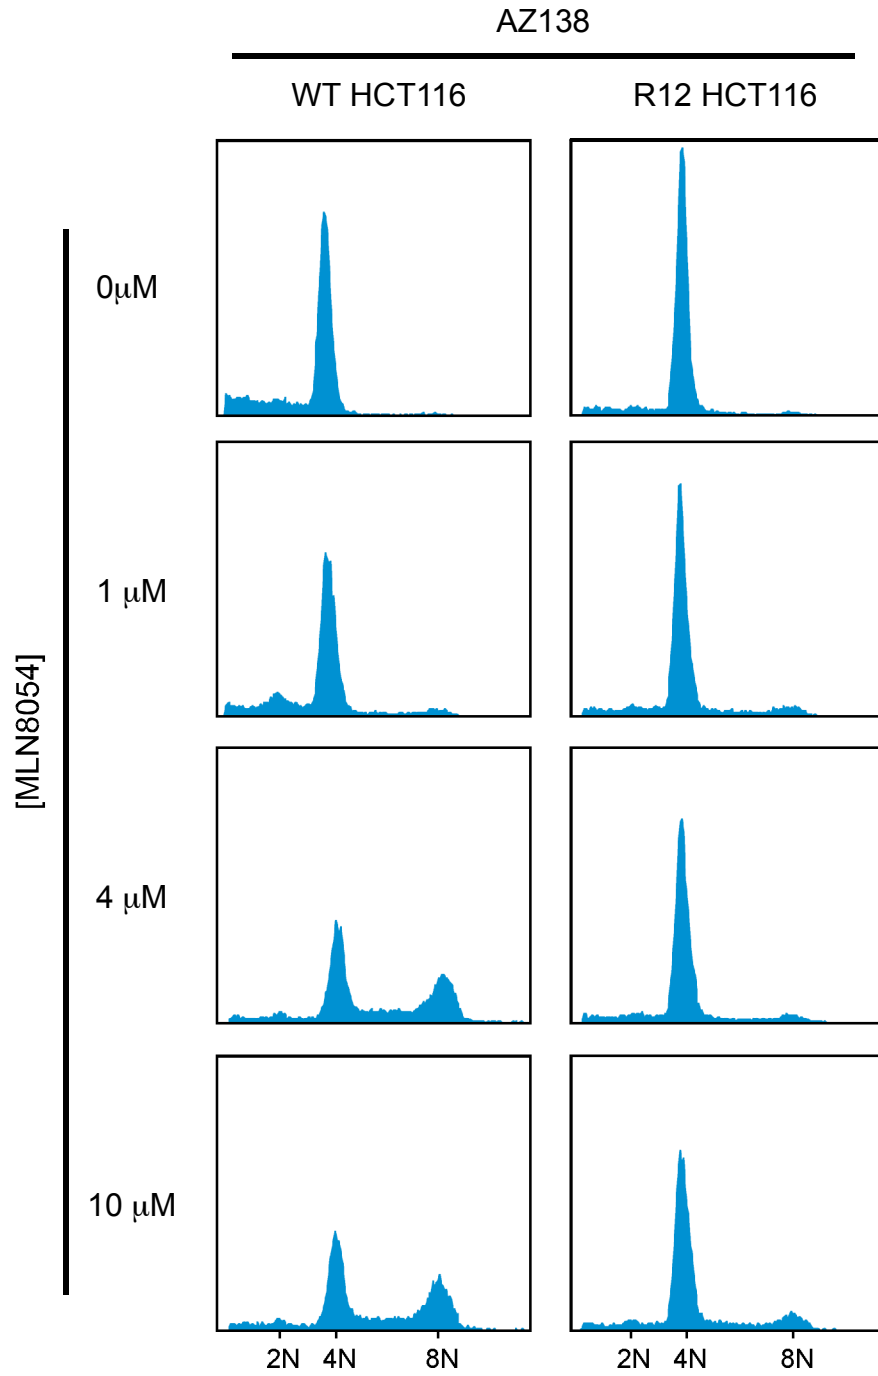 AZ138
WT HCT116 R12 HCT116
0μM
1 μM
[MLN8054]
4 μM
10 μM
2N 4N 8N 2N 4N 8N